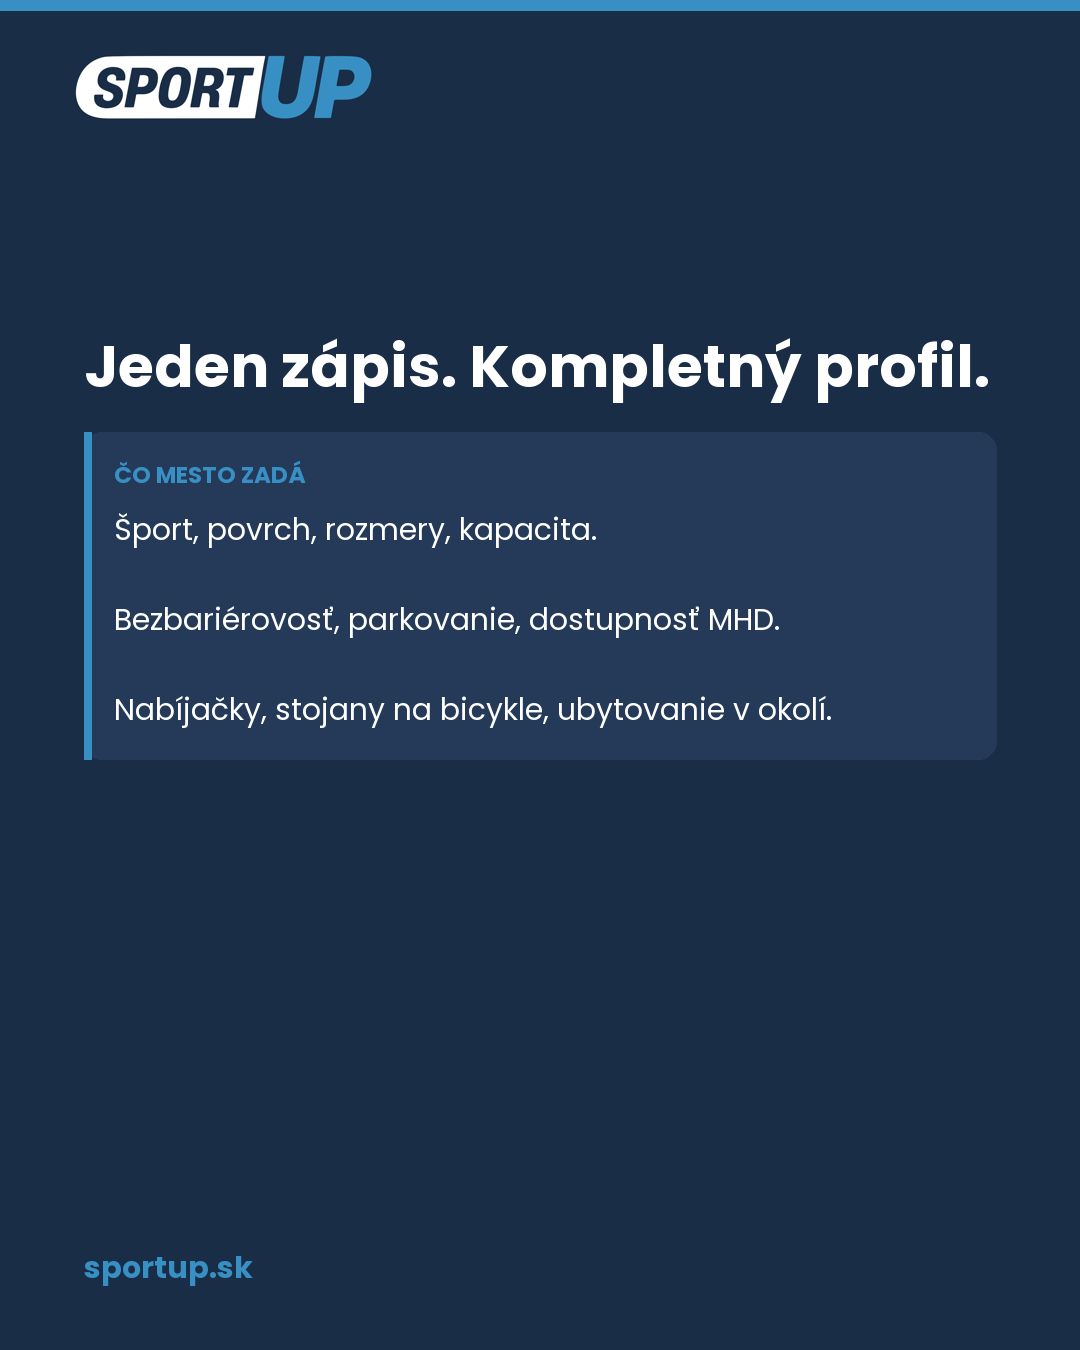 SPORTUP
Jeden zápis. Kompletný profil.
ČO MESTO ZADÁ
Šport, povrch, rozmery, kapacita.
Bezbariérovosť, parkovanie, dostupnosť MHD.
Nabíjačky, stojany na bicykle, ubytovanie v okolí.
sportup.sk